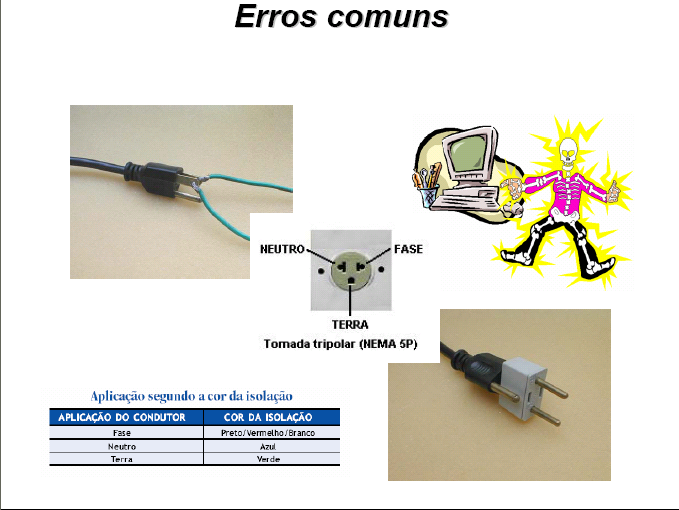 Erros comuns
NEUTRO
FASE
TERRA
Tomada tripolar (NEMA 5P)
Aplicação segundo a cor da isolação
APLICAÇÃO DO CONDUTOR COR DA ISOLAÇÃO
Fase Preto/Vermelho/Branco
Neutro Azul
Terra Verde